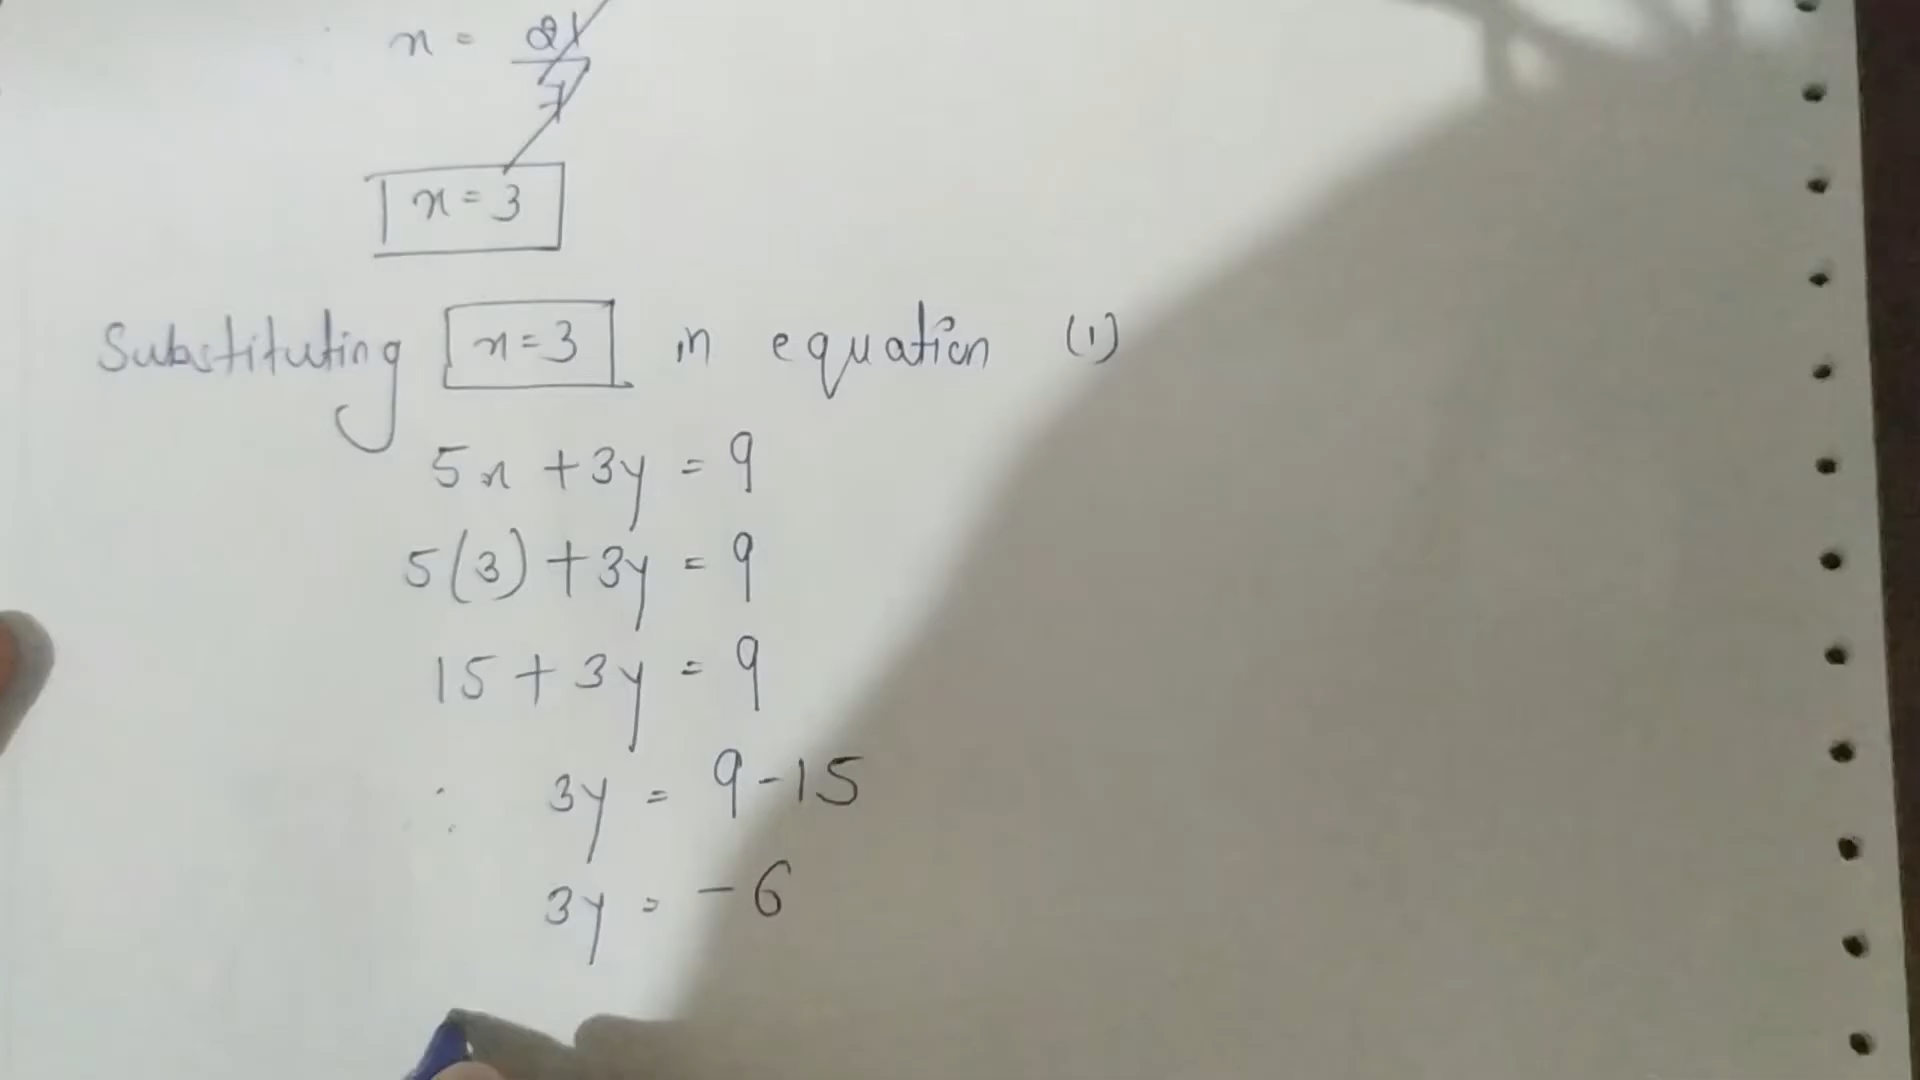 x = 21/7
x = 3
Substituting x = 3 in equation (1)
5x + 3y = 9
5(3) + 3y = 9
15 + 3y = 9
3y = 9 - 15
3y = -6